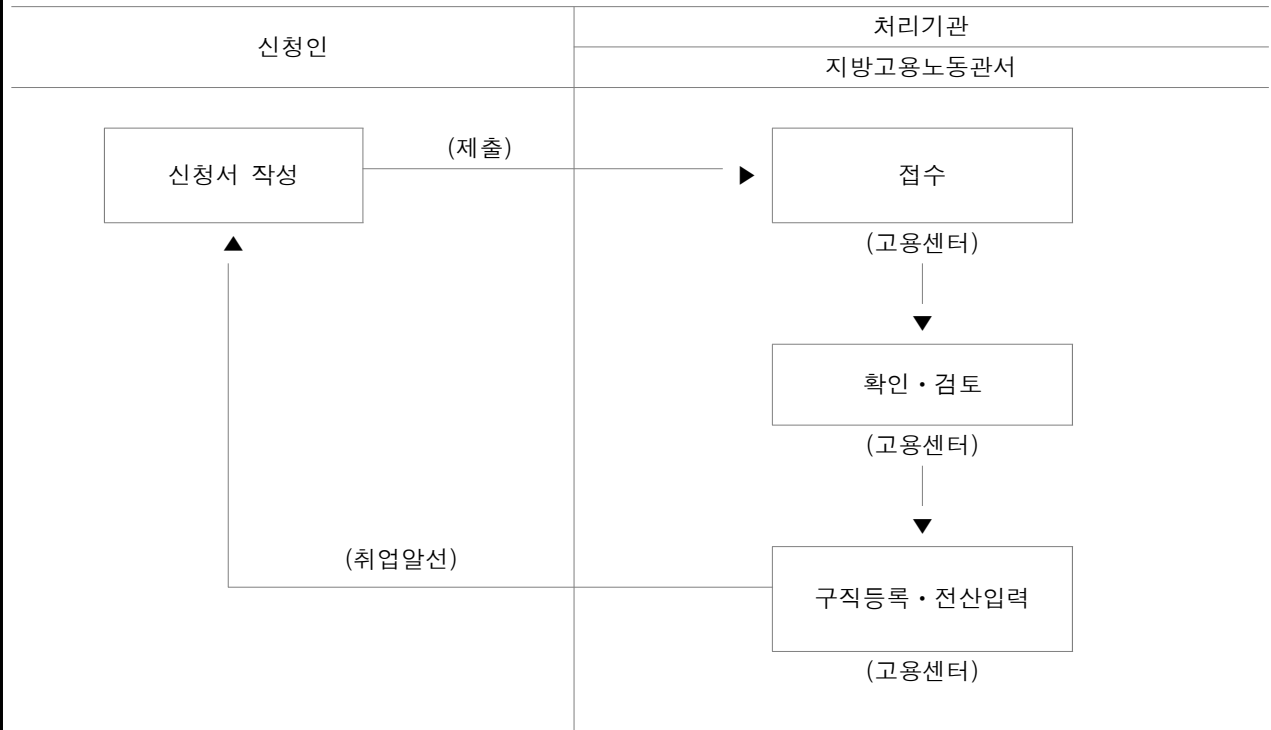 신청인
처리기관
지방고용노동관서
(제출)
신청서 작성
접수
(고용센터)
확인·검토
(고용센터)
(취업알선)
구직등록·전산입력
(고용센터)